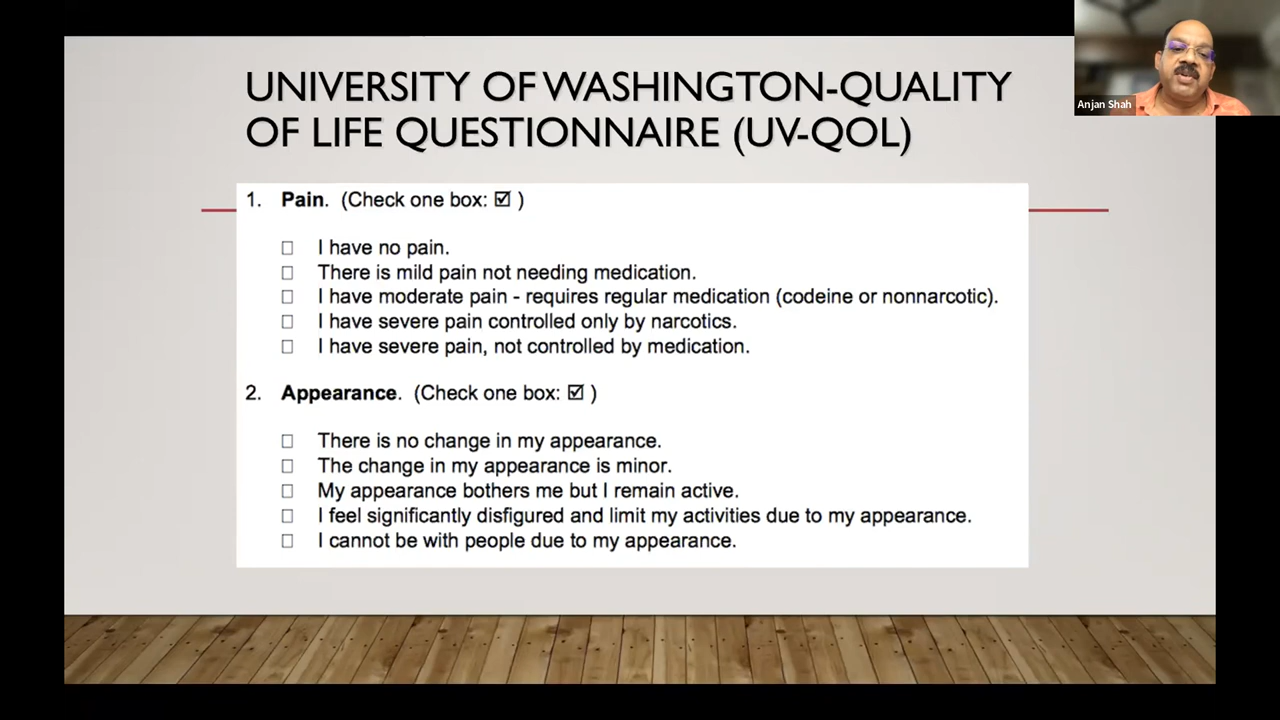 UNIVERSITY OF WASHINGTON-QUALITY
OF LIFE QUESTIONNAIRE (UV-QOL)
Anjan Shah
1. Pain. (Check one box: ☑ )
☐ I have no pain.
☐ There is mild pain not needing medication.
☐ I have moderate pain - requires regular medication (codeine or nonnarcotic).
☐ I have severe pain controlled only by narcotics.
☐ I have severe pain, not controlled by medication.
2. Appearance. (Check one box: ☑ )
☐ There is no change in my appearance.
☐ The change in my appearance is minor.
☐ My appearance bothers me but I remain active.
☐ I feel significantly disfigured and limit my activities due to my appearance.
☐ I cannot be with people due to my appearance.